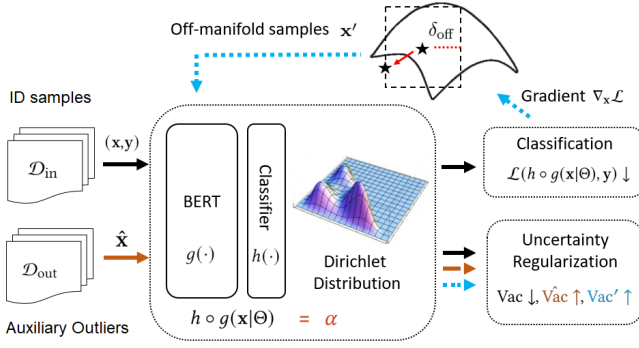 Off-manifold samples x′
δoff
ID samples
Gradient ∇xℒ
(x,y)
𝒟in
BERT
g(·)
Classifier
h(·)
Classification
ℒ(h ∘ g(x|Θ), y) ↓
x̂
𝒟out
Dirichlet
Distribution
Uncertainty
Regularization
Vac ↓, Vâc ↑, Vac′ ↑
Auxiliary Outliers
h ∘ g(x|Θ) = α